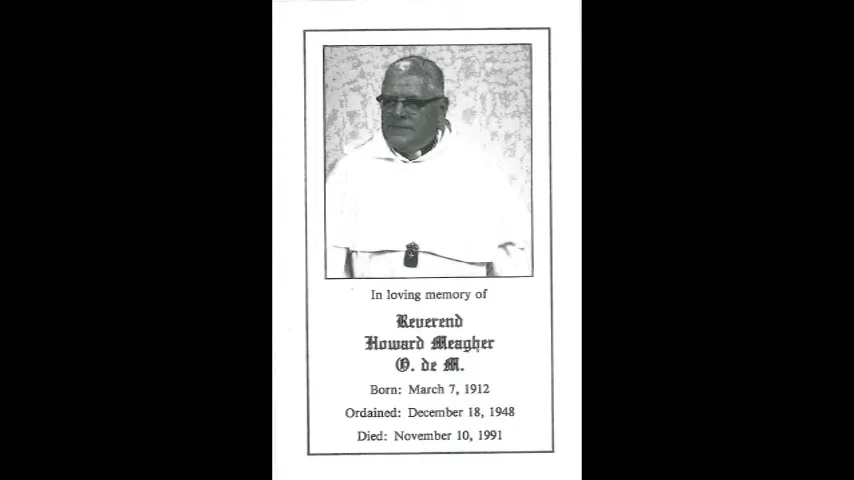 In loving memory of
Reverend
Howard Meagher
O. de M.
Born: March 7, 1912
Ordained: December 18, 1948
Died: November 10, 1991